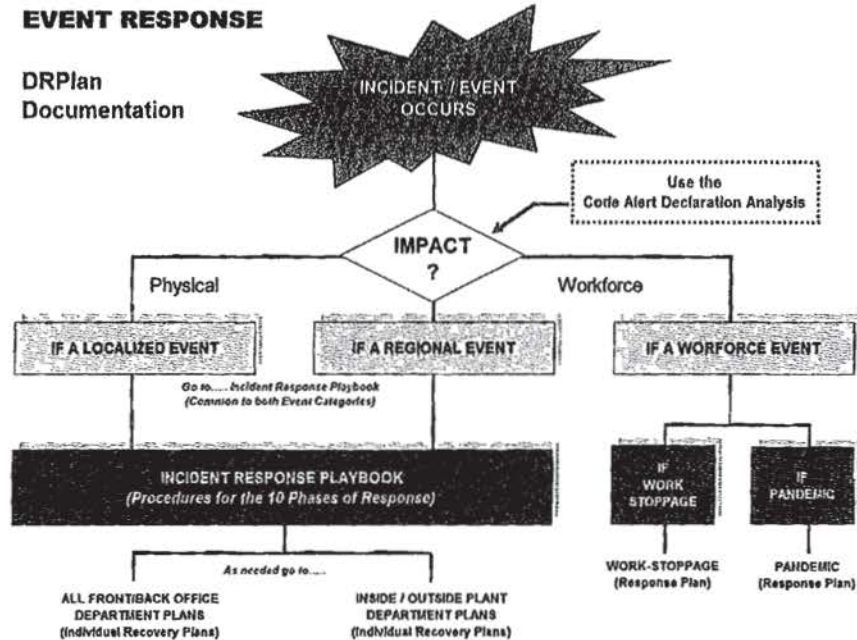 EVENT RESPONSE
DRPlan
Documentation
INCIDENT / EVENT
OCCURS
Use the
Code Alert Declaration Analysis
IMPACT
?
Physical
Workforce
IF A LOCALIZED EVENT
IF A REGIONAL EVENT
IF A WORFORCE EVENT
Go to..... Incident Response Playbook
(Common to both Event Categories)
INCIDENT RESPONSE PLAYBOOK
(Procedures for the 10 Phases of Response)
IF
WORK
STOPPAGE
IF
PANDEMIC
As needed go to.....
WORK-STOPPAGE
(Response Plan)
PANDEMIC
(Response Plan)
ALL FRONT/BACK OFFICE
DEPARTMENT PLANS
(Individual Recovery Plans)
INSIDE / OUTSIDE PLANT
DEPARTMENT PLANS
(Individual Recovery Plans)